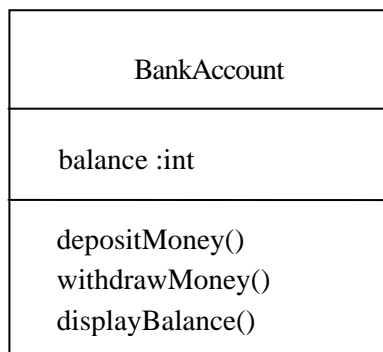 BankAccount
balance :int
depositMoney()
withdrawMoney()
displayBalance()